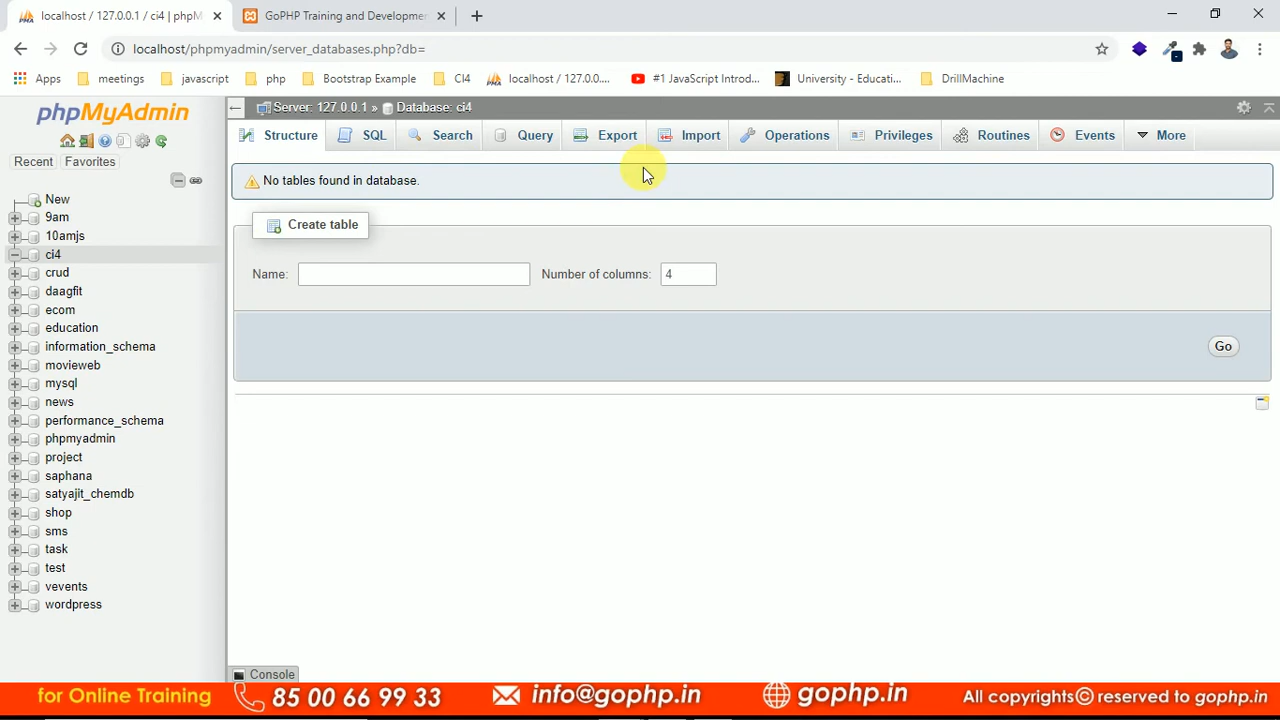 localhost / 127.0.0.1 / ci4 | phpM
GoPHP Training and Developmen
localhost/phpmyadmin/server_databases.php?db=
Apps
meetings
javascript
php
Bootstrap Example
CI4
localhost / 127.0.0....
#1 JavaScript Introd...
University - Educati...
DrillMachine
phpMyAdmin
Recent
Favorites
New
9am
10amjs
ci4
crud
daagfit
ecom
education
information_schema
movieweb
mysql
news
performance_schema
phpmyadmin
project
saphana
satyajit_chemdb
shop
sms
task
test
vevents
wordpress
Server: 127.0.0.1 » Database: ci4
Structure
SQL
Search
Query
Export
Import
Operations
Privileges
Routines
Events
More
No tables found in database.
Create table
Name:
Number of columns: 4
Go
Console
for Online Training
85 00 66 99 33
info@gophp.in
gophp.in
All copyrights© reserved to gophp.in